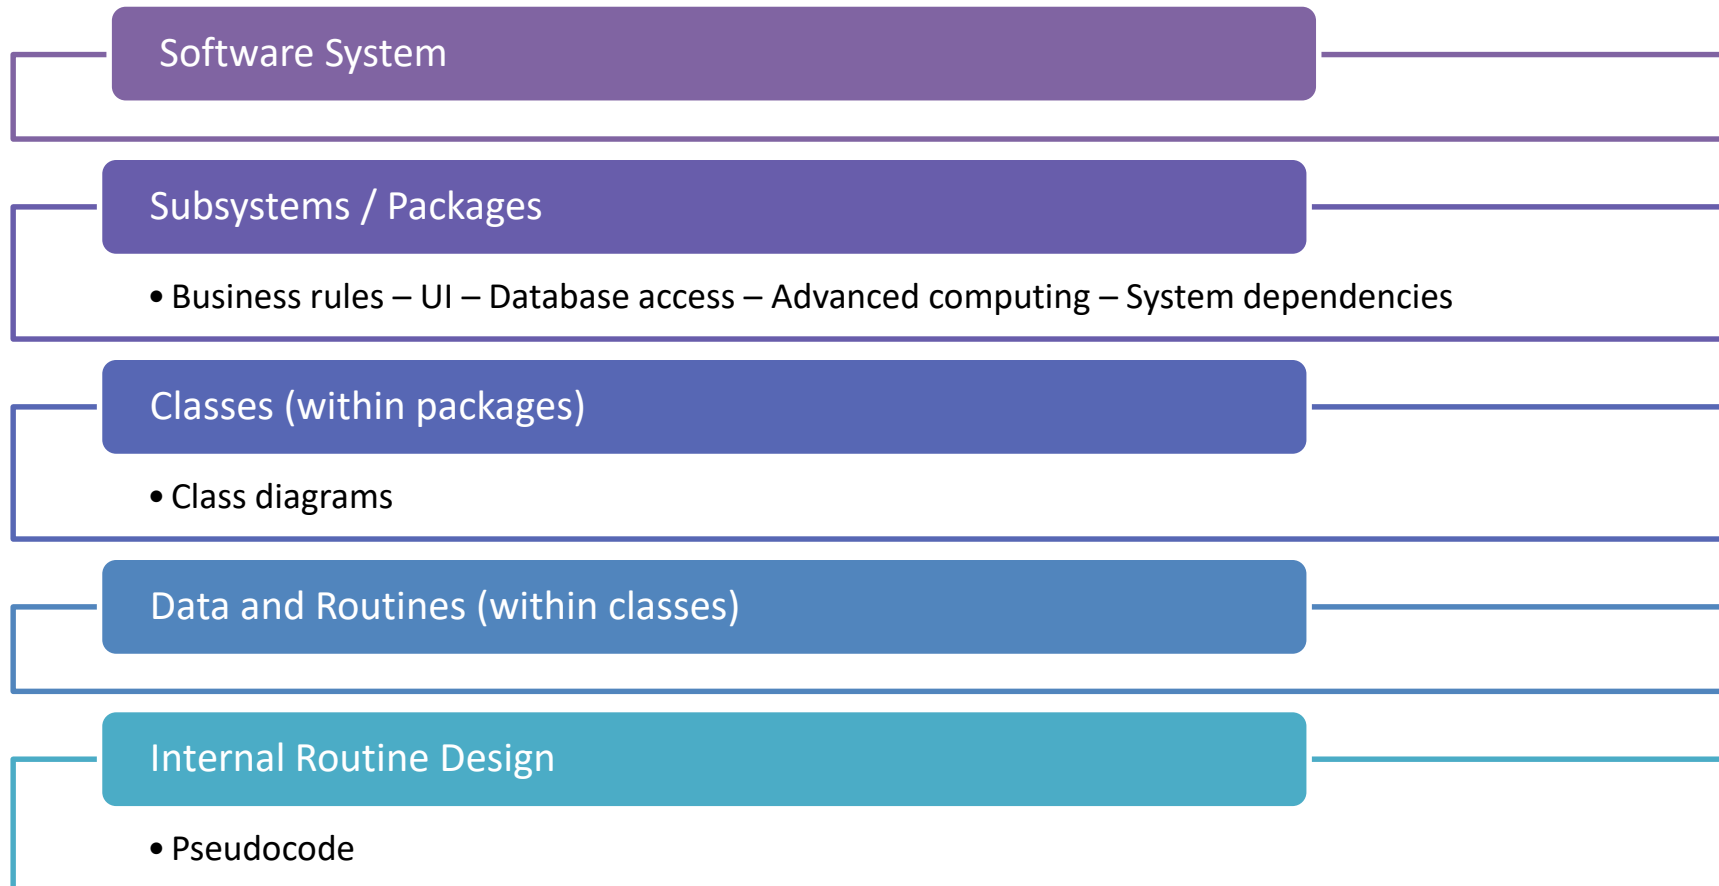 Software System
Subsystems / Packages
• Business rules – UI – Database access – Advanced computing – System dependencies
Classes (within packages)
• Class diagrams
Data and Routines (within classes)
Internal Routine Design
• Pseudocode